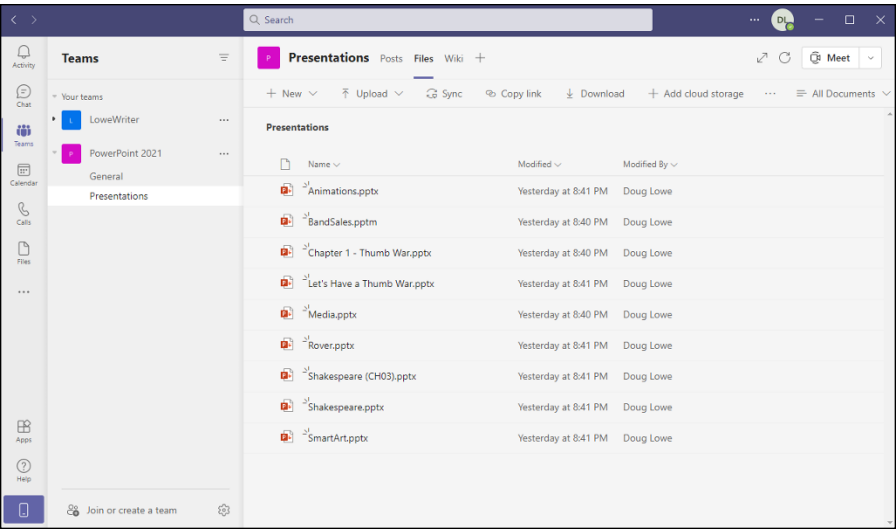 Search
DL
Activity
Chat
Teams
Calendar
Calls
Files
Apps
Help
Teams
Your teams
L LoweWriter
P PowerPoint 2021
General
Presentations
Join or create a team
P Presentations Posts Files Wiki
Meet
New Upload Sync Copy link Download Add cloud storage All Documents
Presentations
Name Modified Modified By
Animations.pptx Yesterday at 8:41 PM Doug Lowe
BandSales.pptm Yesterday at 8:40 PM Doug Lowe
Chapter 1 - Thumb War.pptx Yesterday at 8:40 PM Doug Lowe
Let's Have a Thumb War.pptx Yesterday at 8:41 PM Doug Lowe
Media.pptx Yesterday at 8:40 PM Doug Lowe
Rover.pptx Yesterday at 8:41 PM Doug Lowe
Shakespeare (CH03).pptx Yesterday at 8:41 PM Doug Lowe
Shakespeare.pptx Yesterday at 8:41 PM Doug Lowe
SmartArt.pptx Yesterday at 8:41 PM Doug Lowe